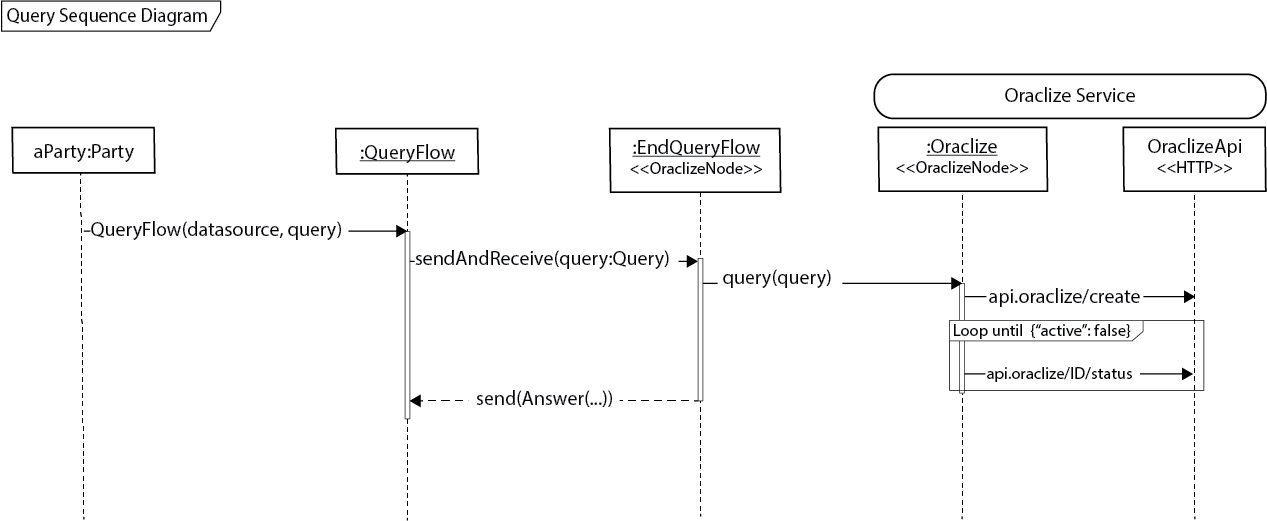 Query Sequence Diagram
Oraclize Service
aParty:Party
:QueryFlow
:EndQueryFlow
<<OraclizeNode>>
:Oraclize
<<OraclizeNode>>
OraclizeApi
<<HTTP>>
QueryFlow(datasource, query)
sendAndReceive(query:Query)
query(query)
api.oraclize/create
Loop until {“active”: false}
api.oraclize/ID/status
send(Answer(...))